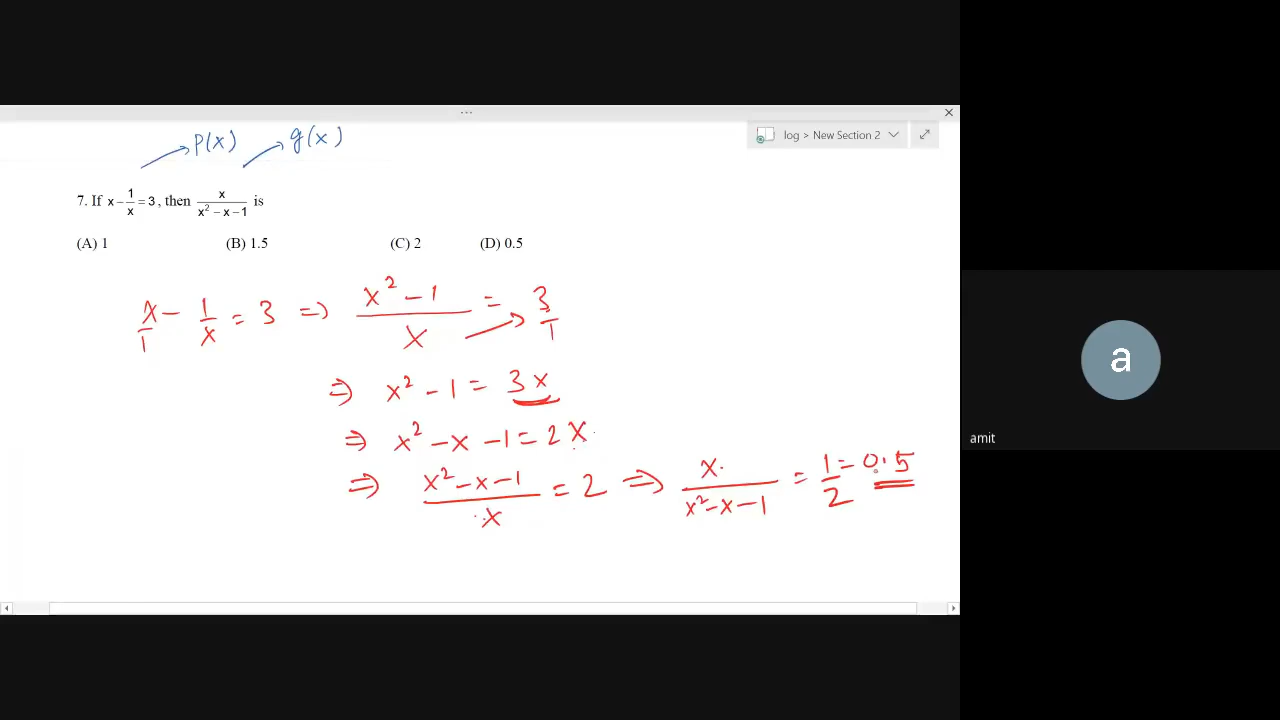 p(x) g(x)
log > New Section 2
7. If x - 1/x = 3, then x/(x² - x - 1) is
(A) 1 (B) 1.5 (C) 2 (D) 0.5
x/1 - 1/x = 3 ⇒ (x² - 1)/x = 3/1
⇒ x² - 1 = 3x
⇒ x² - x - 1 = 2x
⇒ (x² - x - 1)/x = 2 ⇒ x/(x² - x - 1) = 1/2 = 0.5
a
amit